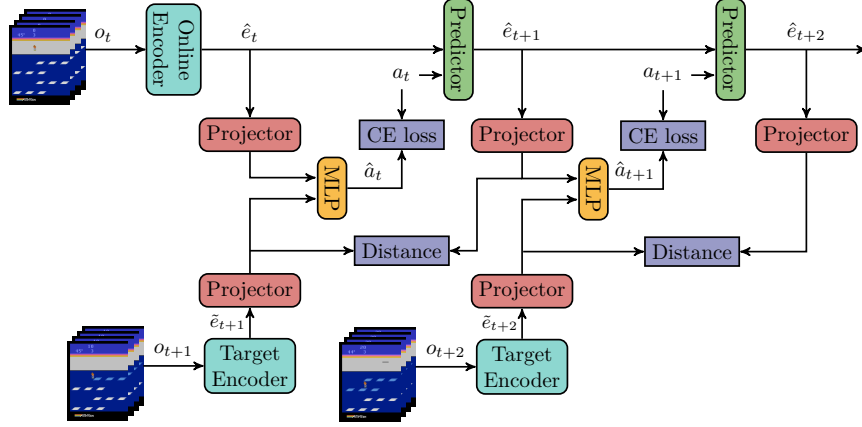 o_t
Online
Encoder
ê_t
a_t
Predictor
ê_{t+1}
a_{t+1}
Predictor
ê_{t+2}
Projector
CE loss
Projector
CE loss
Projector
MLP
â_t
MLP
â_{t+1}
Distance
Distance
Projector
Projector
ẽ_{t+1}
ẽ_{t+2}
o_{t+1}
Target
Encoder
o_{t+2}
Target
Encoder